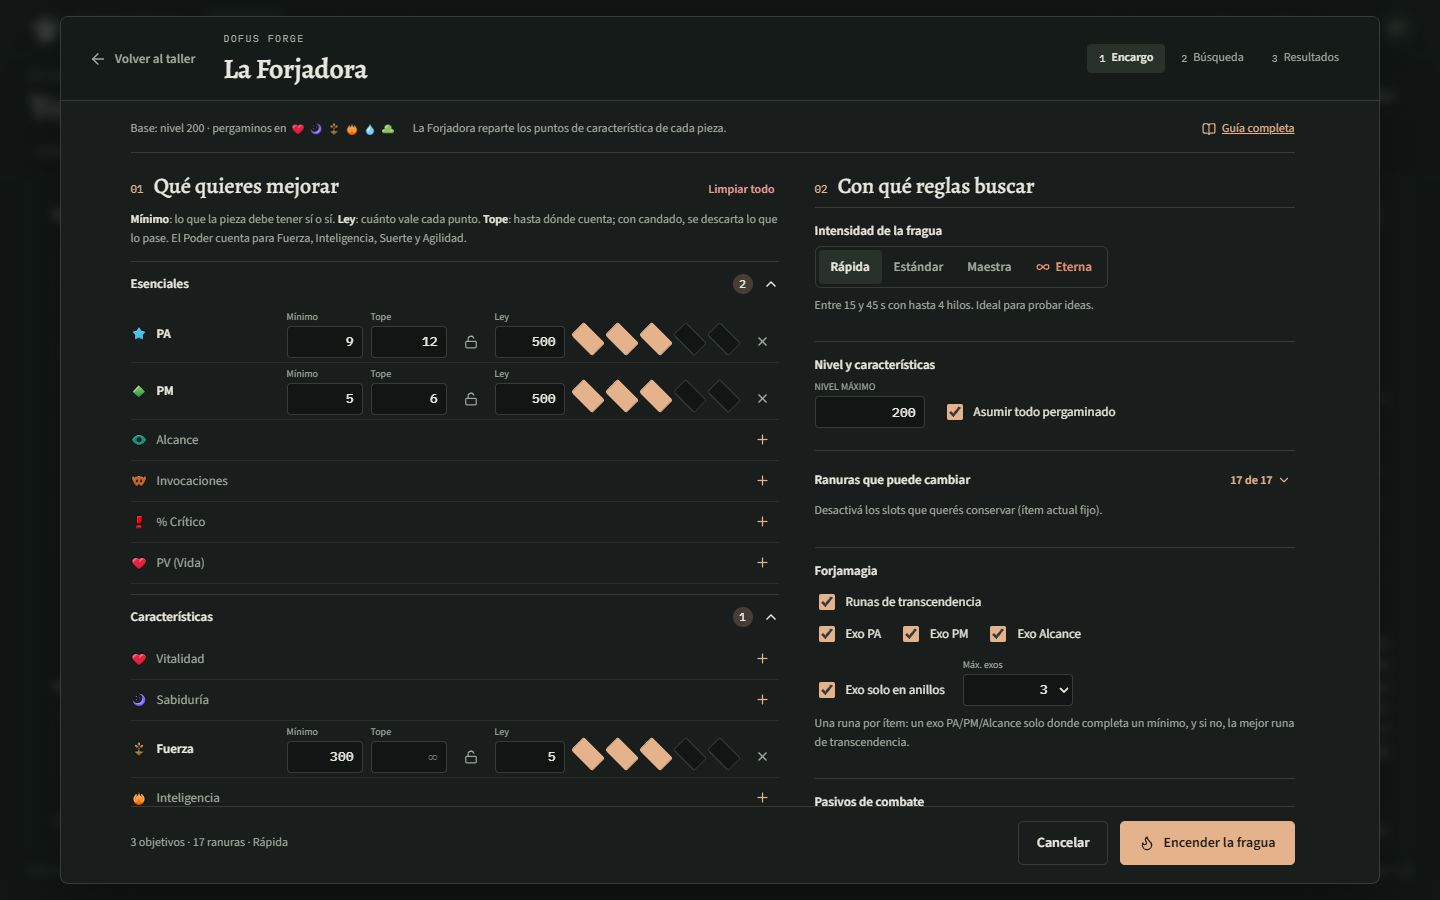 Volver al taller
DOFUS FORGE
La Forjadora
1 Encargo
2 Búsqueda
3 Resultados
Base: nivel 200 · pergaminos en
La Forjadora reparte los puntos de característica de cada pieza.
Guía completa
01 Qué quieres mejorar
Limpiar todo
Mínimo: lo que la pieza debe tener sí o sí. Ley: cuánto vale cada punto. Tope: hasta dónde cuenta; con candado, se descarta lo que
lo pase. El Poder cuenta para Fuerza, Inteligencia, Suerte y Agilidad.
Esenciales
2
Mínimo Tope Ley
PA 9 12 500
Mínimo Tope Ley
PM 5 6 500
Alcance
Invocaciones
% Crítico
PV (Vida)
Características
1
Vitalidad
Sabiduría
Mínimo Tope Ley
Fuerza 300 ∞ 5
Inteligencia
02 Con qué reglas buscar
Intensidad de la fragua
Rápida Estándar Maestra ∞ Eterna
Entre 15 y 45 s con hasta 4 hilos. Ideal para probar ideas.
Nivel y características
NIVEL MÁXIMO
200
Asumir todo pergaminado
Ranuras que puede cambiar
17 de 17
Desactivá los slots que querés conservar (ítem actual fijo).
Forjamagia
Runas de transcendencia
Exo PA Exo PM Exo Alcance
Máx. exos
Exo solo en anillos 3
Una runa por ítem: un exo PA/PM/Alcance solo donde completa un mínimo, y si no, la mejor runa
de transcendencia.
Pasivos de combate
3 objetivos · 17 ranuras · Rápida
Cancelar
Encender la fragua